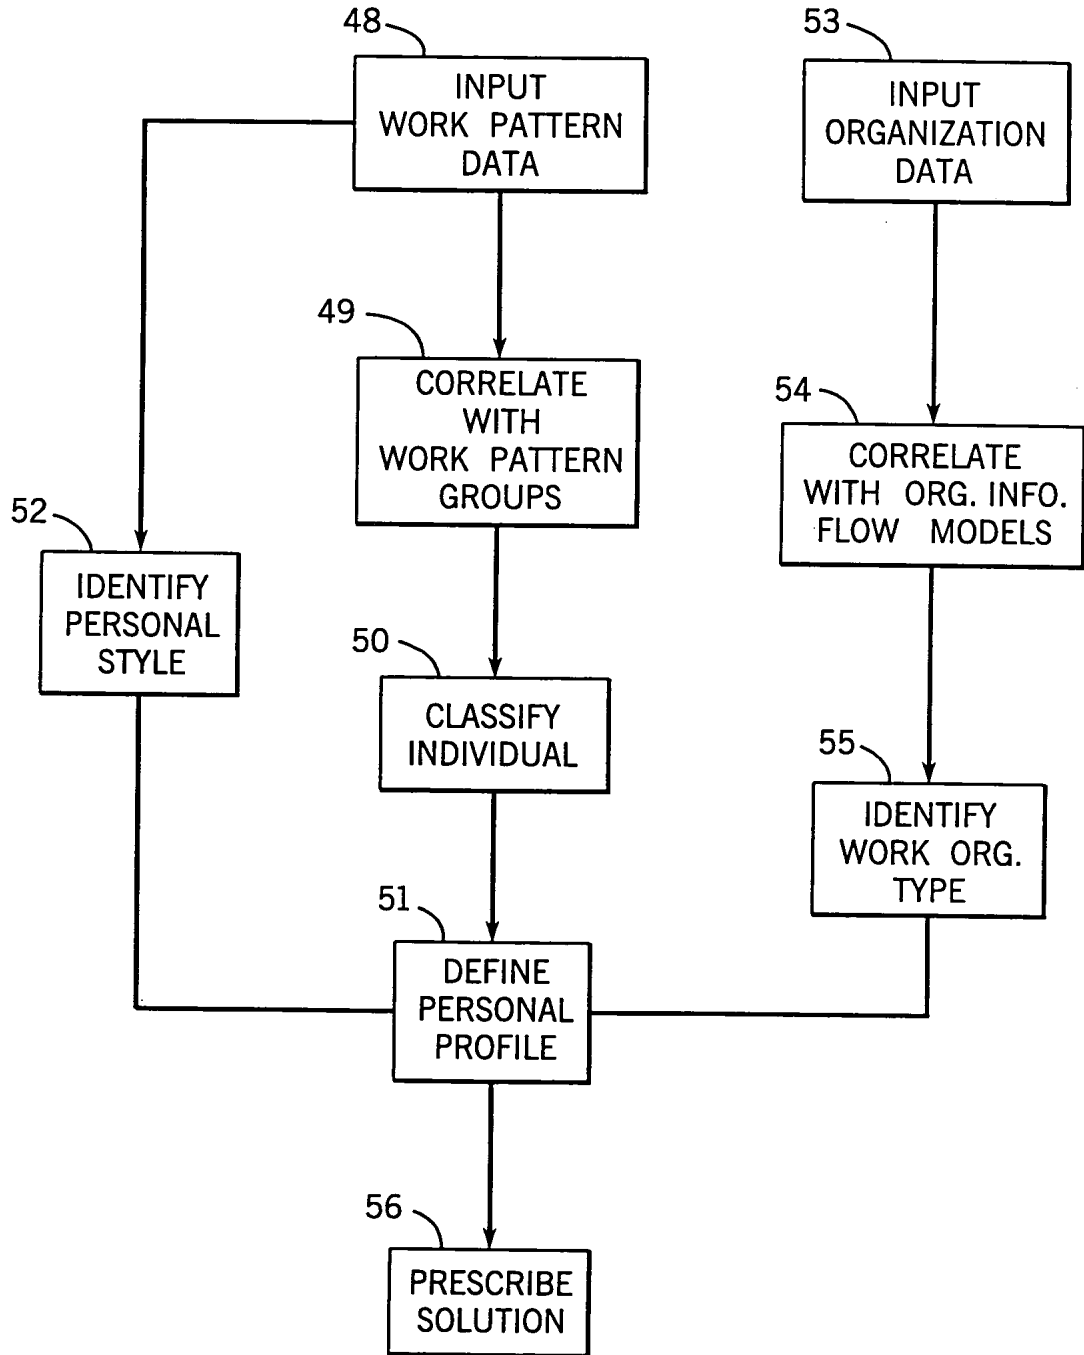 48
INPUT
WORK PATTERN
DATA
53
INPUT
ORGANIZATION
DATA
49
CORRELATE
WITH
WORK PATTERN
GROUPS
54
CORRELATE
WITH ORG. INFO.
FLOW MODELS
52
IDENTIFY
PERSONAL
STYLE
50
CLASSIFY
INDIVIDUAL
55
IDENTIFY
WORK ORG.
TYPE
51
DEFINE
PERSONAL
PROFILE
56
PRESCRIBE
SOLUTION